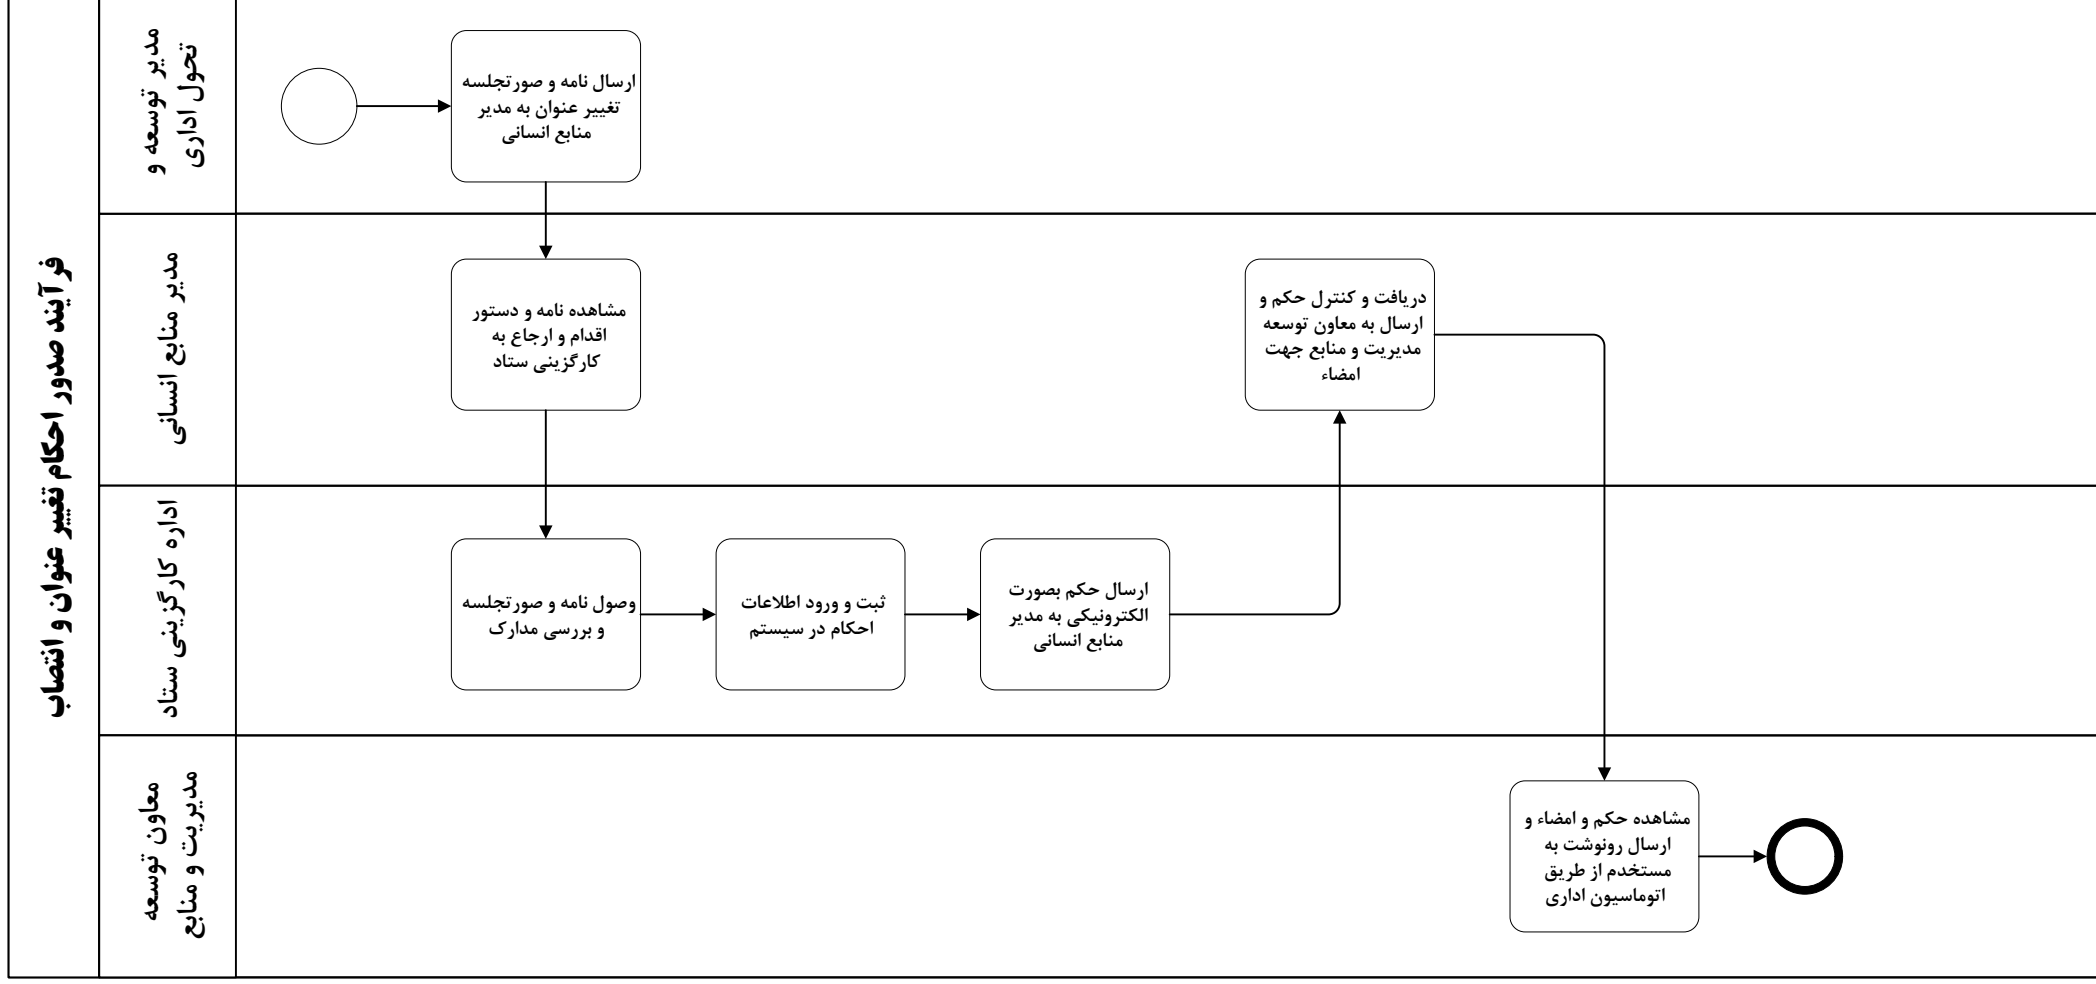 فرآیند صدور احکام تغییر عنوان و انتصاب
مدیر توسعه و
تحول اداری
ارسال نامه و صورتجلسه
تغییر عنوان به مدیر
منابع انسانی
مدیر منابع انسانی
مشاهده نامه و دستور
اقدام و ارجاع به
کارگزینی ستاد
دریافت و کنترل حکم و
ارسال به معاون توسعه
مدیریت و منابع جهت
امضاء
اداره کارگزینی ستاد
وصول نامه و صورتجلسه
و بررسی مدارک
ثبت و ورود اطلاعات
احکام در سیستم
ارسال حکم بصورت
الکترونیکی به مدیر
منابع انسانی
معاون توسعه
مدیریت و منابع
مشاهده حکم و امضاء و
ارسال رونوشت به
مستخدم از طریق
اتوماسیون اداری